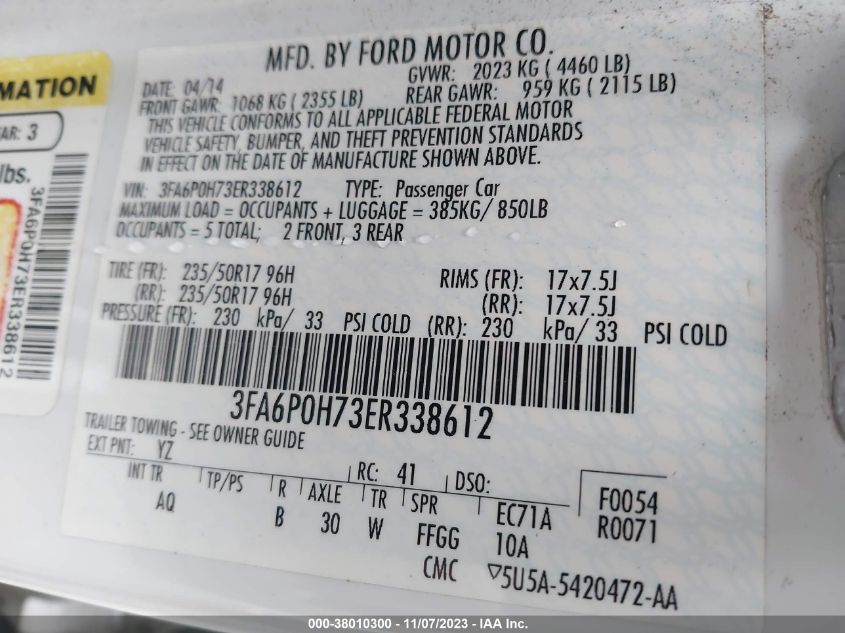 MATION
AR: 3
lbs.
3FA6P0H73ER338612
MFD. BY FORD MOTOR CO.
DATE: 04/14 GVWR: 2023 KG ( 4460 LB)
FRONT GAWR: 1068 KG ( 2355 LB) REAR GAWR: 959 KG ( 2115 LB)
THIS VEHICLE CONFORMS TO ALL APPLICABLE FEDERAL MOTOR
VEHICLE SAFETY, BUMPER, AND THEFT PREVENTION STANDARDS
IN EFFECT ON THE DATE OF MANUFACTURE SHOWN ABOVE.
VIN: 3FA6P0H73ER338612 TYPE: Passenger Car
MAXIMUM LOAD = OCCUPANTS + LUGGAGE = 385KG/ 850LB
OCCUPANTS = 5 TOTAL; 2 FRONT, 3 REAR
TIRE (FR): 235/50R17 96H RIMS (FR): 17x7.5J
(RR): 235/50R17 96H (RR): 17x7.5J
PRESSURE (FR): 230 kPa/ 33 PSI COLD (RR): 230 kPa/ 33 PSI COLD
3FA6P0H73ER338612
TRAILER TOWING - SEE OWNER GUIDE
EXT PNT: YZ RC: 41 DSO:
INT TR TP/PS R AXLE TR SPR EC71A F0054
AQ B 30 W FFGG 10A R0071
CMC ▽5U5A-5420472-AA
000-38010300 - 11/07/2023 - IAA Inc.